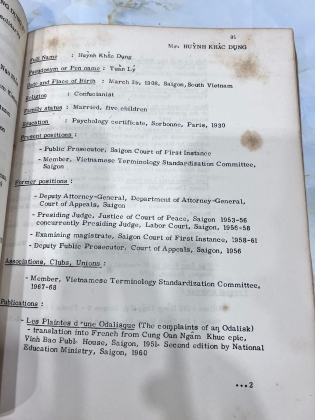 91
Mr. HUỲNH KHẮC DỤNG
Full Name : Huỳnh Khắc Dụng
Pseudonym or Pen name : Tuần Lý
Date and Place of Birth : March 15, 1908, Saigon, South Vietnam
Religion : Confucianist
Family status : Married, five children
Education : Psychology certificate, Sorbonne, Paris, 1930
Present positions :
- Public Prosecutor, Saigon Court of First Instance
- Member, Vietnamese Terminology Standardisation Committee,
Saigon
Former positions :
- Deputy Attorney-General, Department of Attorney-General,
Court of Appeals, Saigon
- Presiding Judge, Justice of Court of Peace, Saigon 1953-56
concurrently Presiding Judge, Labor Court, Saigon, 1956-58
- Examining magistrate, Saigon Court of First Instance, 1958-61
- Deputy Public Prosecutor, Court of Appeals, Saigon, 1956
Associations, Clubs, Unions :
- Member, Vietnamese Terminology Standardization Committee,
1967-68
Publications :
- Les Plaintes d'une Odalisque (The complaints of an Odalisk)
- translation into French from Cung Oan Ngâm Khuc epic,
Vinh Bao Publ. House, Saigon, 1951. Second edition by National
Education Ministry, Saigon, 1960
...2